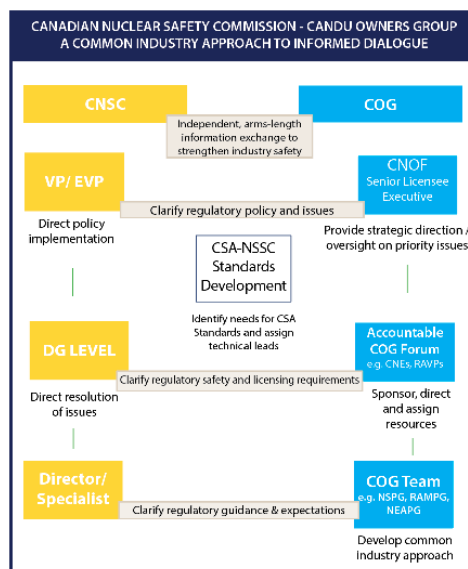 CANADIAN NUCLEAR SAFETY COMMISSION - CANDU OWNERS GROUP
A COMMON INDUSTRY APPROACH TO INFORMED DIALOGUE
CNSC
COG
Independent, arms-length
information exchange to
strengthen industry safety
VP/ EVP
CNOF
Senior Licensee
Executive
Clarify regulatory policy and issues
Direct policy
implementation
Provide strategic direction /
oversight on priority issues
CSA-NSSC
Standards
Development
Identify needs for CSA
Standards and assign
technical leads
DG LEVEL
Accountable
COG Forum
e.g. CNEs, RAVPs
Clarify regulatory safety and licensing requirements
Direct resolution
of issues
Sponsor, direct
and assign
resources
Director/
Specialist
COG Team
e.g. NSPG, RAMPG,
NEAPG
Clarify regulatory guidance & expectations
Develop common
industry approach